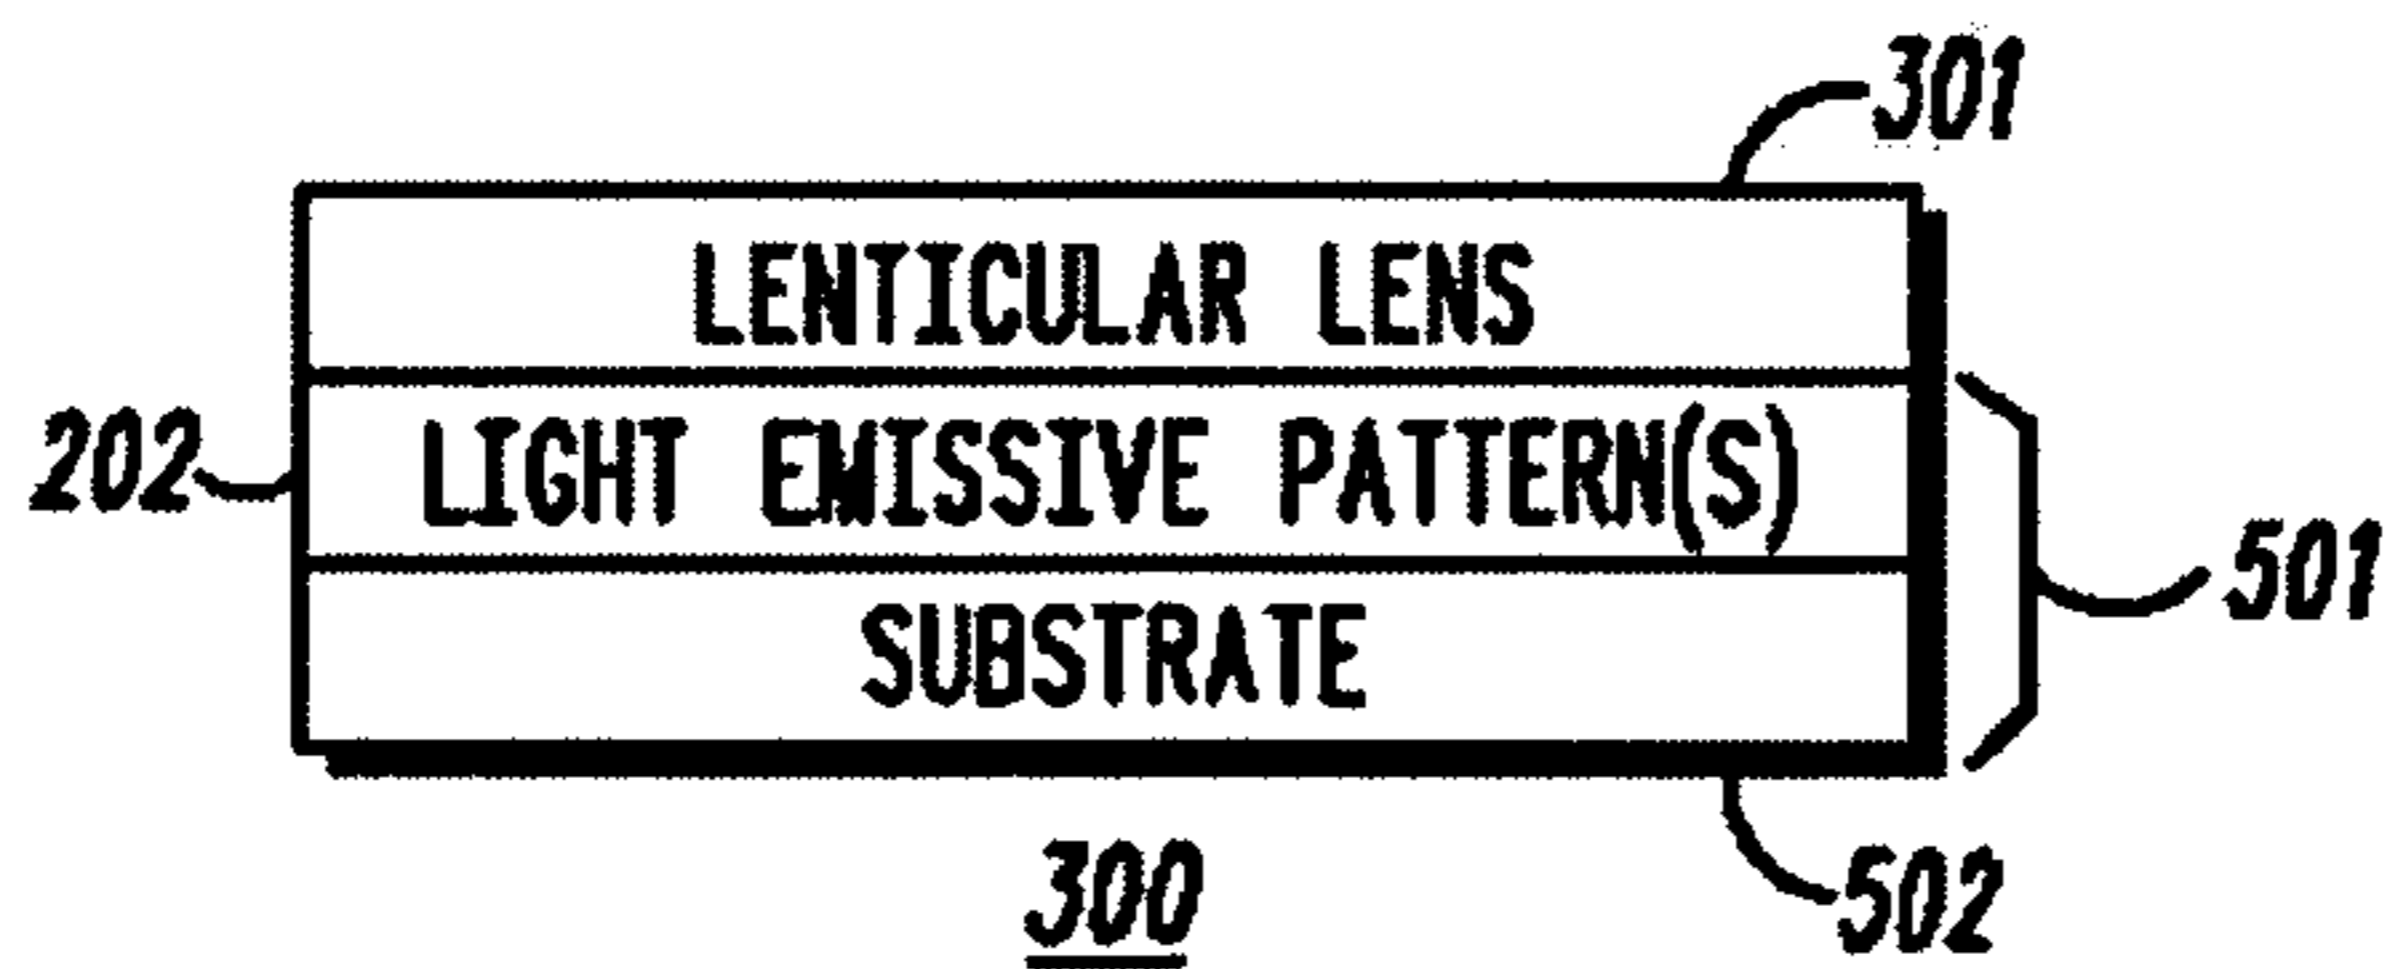 301
LENTICULAR LENS
202
LIGHT EMISSIVE PATTERN(S)
501
SUBSTRATE
300
502